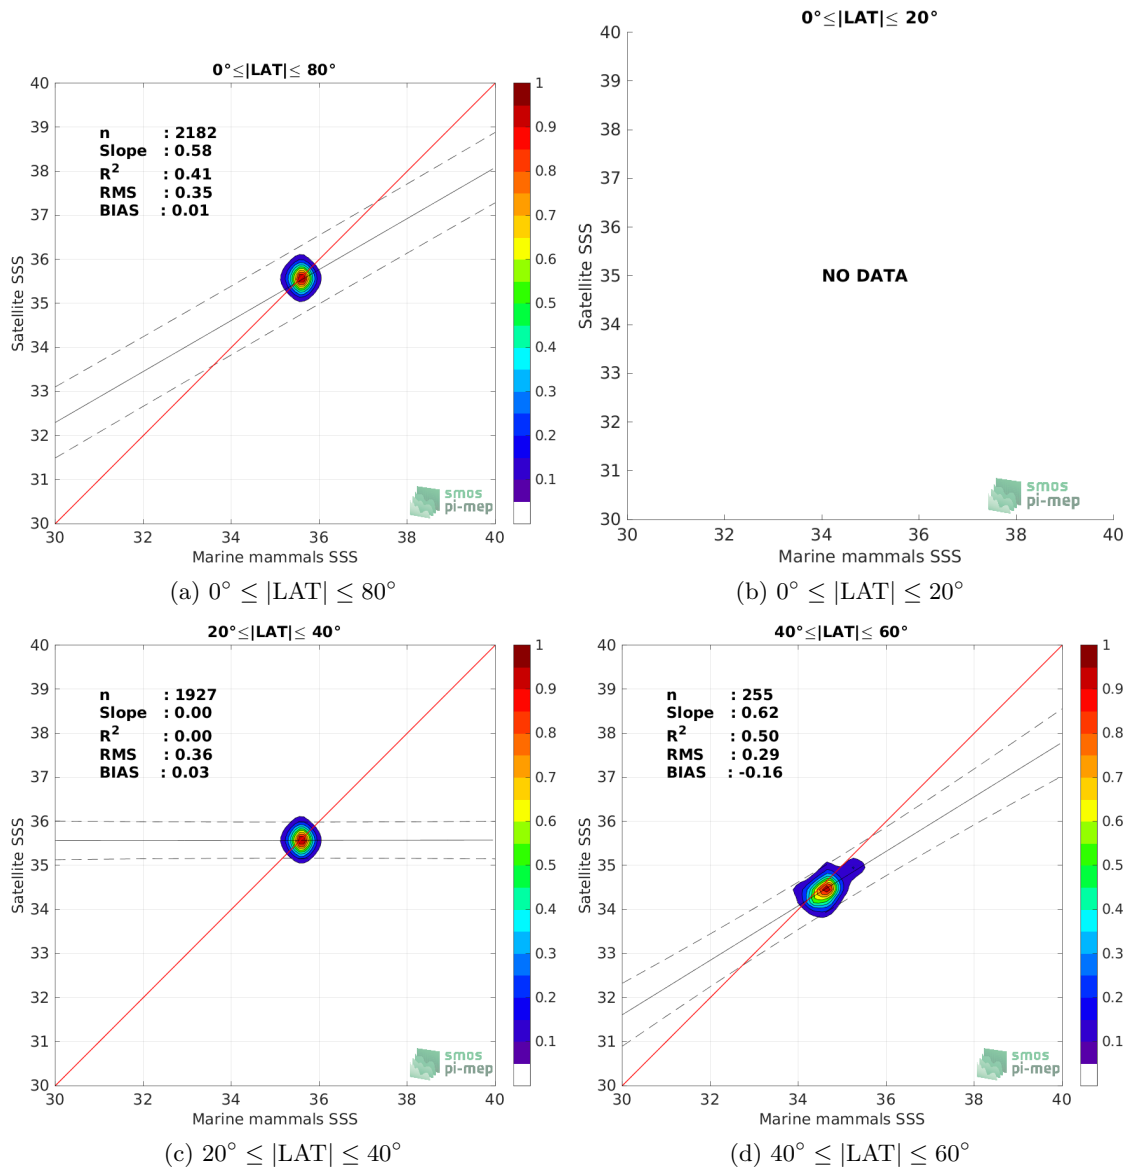 0°≤|LAT|≤ 80°
40
39
38
37
36
35
34
33
32
31
30
Satellite SSS
n : 2182
Slope : 0.58
R² : 0.41
RMS : 0.35
BIAS : 0.01
smos
pi-mep
30 32 34 36 38 40
Marine mammals SSS
1
0.9
0.8
0.7
0.6
0.5
0.4
0.3
0.2
0.1
(a) 0° ≤ |LAT| ≤ 80°
0°≤|LAT|≤ 20°
40
39
38
37
36
35
34
33
32
31
30
Satellite SSS
NO DATA
smos
pi-mep
30 32 34 36 38 40
Marine mammals SSS
(b) 0° ≤ |LAT| ≤ 20°
20°≤|LAT|≤ 40°
40
39
38
37
36
35
34
33
32
31
30
Satellite SSS
n : 1927
Slope : 0.00
R² : 0.00
RMS : 0.36
BIAS : 0.03
smos
pi-mep
30 32 34 36 38 40
Marine mammals SSS
1
0.9
0.8
0.7
0.6
0.5
0.4
0.3
0.2
0.1
(c) 20° ≤ |LAT| ≤ 40°
40°≤|LAT|≤ 60°
40
39
38
37
36
35
34
33
32
31
30
Satellite SSS
n : 255
Slope : 0.62
R² : 0.50
RMS : 0.29
BIAS : -0.16
smos
pi-mep
30 32 34 36 38 40
Marine mammals SSS
1
0.9
0.8
0.7
0.6
0.5
0.4
0.3
0.2
0.1
(d) 40° ≤ |LAT| ≤ 60°